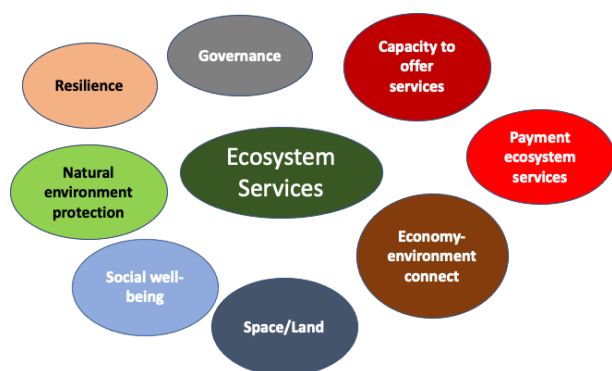 Governance
Capacity to
offer
services
Resilience
Payment
ecosystem
services
Ecosystem
Services
Natural
environment
protection
Economy-
environment
connect
Social well-
being
Space/Land